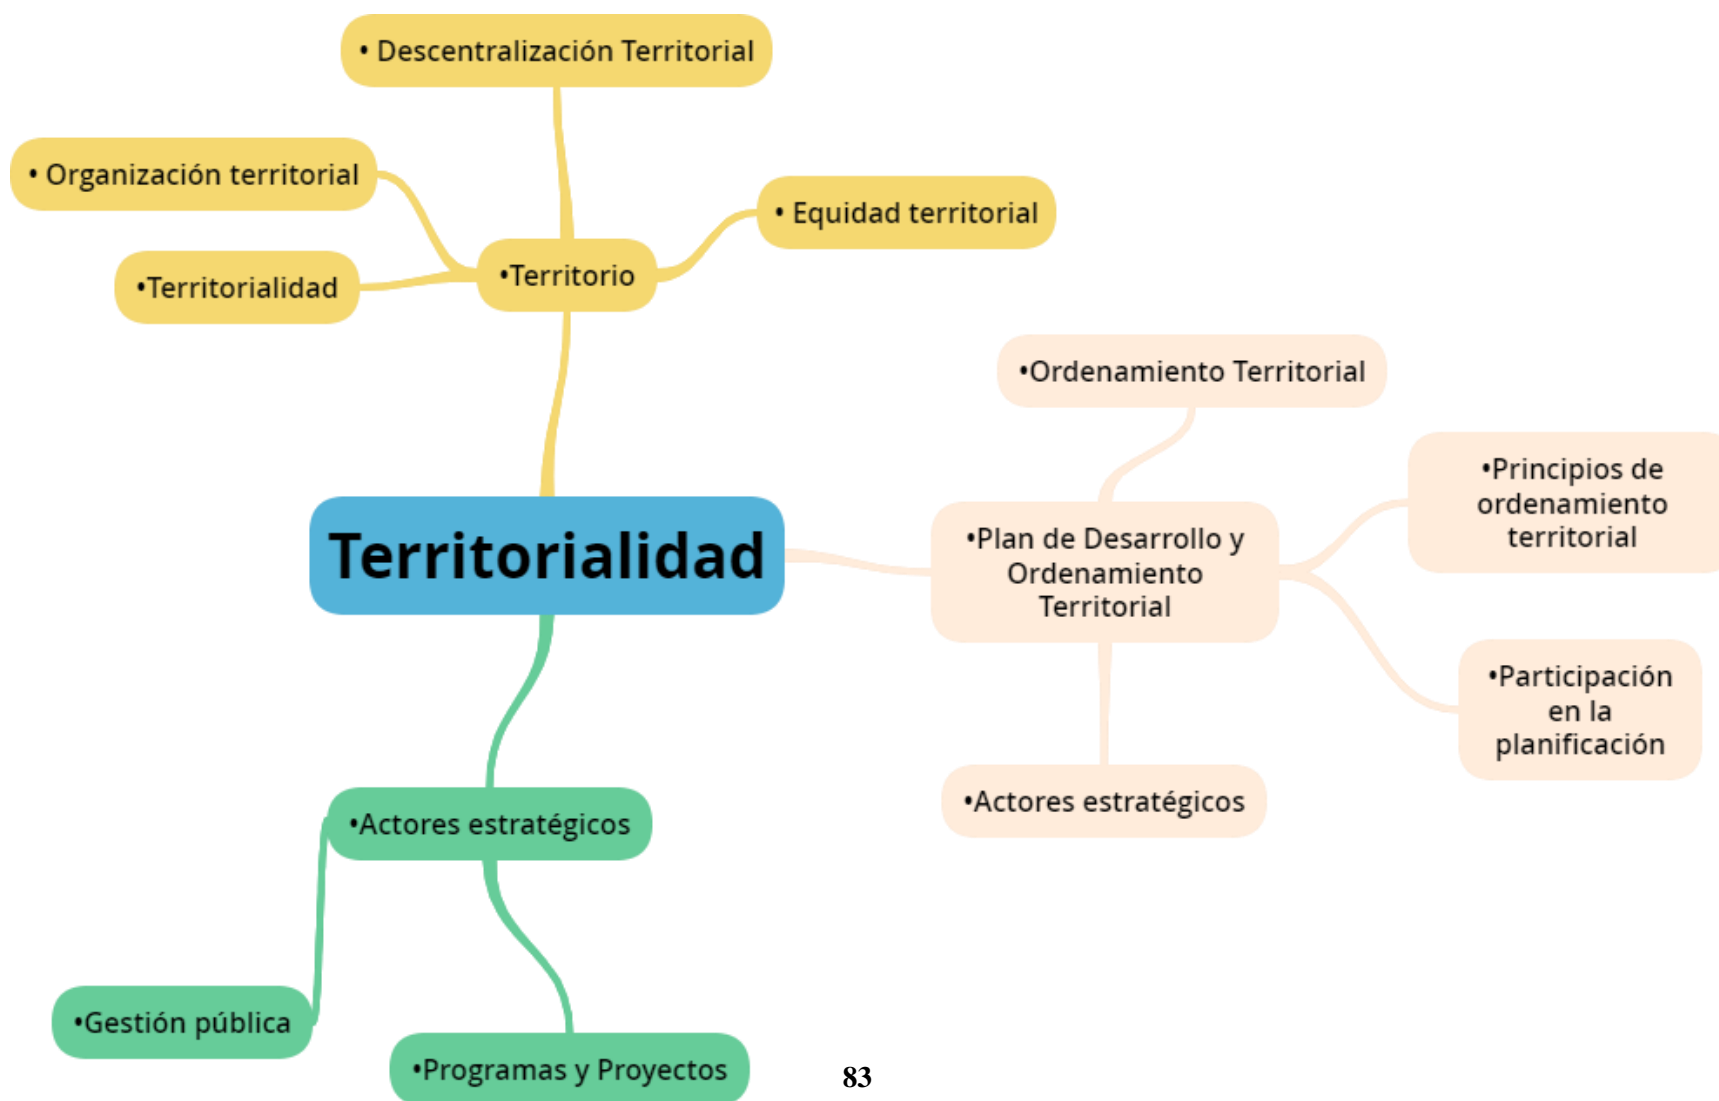 • Descentralización Territorial
• Organización territorial
• Equidad territorial
•Territorialidad
•Territorio
•Ordenamiento Territorial
•Principios de
ordenamiento
territorial
Territorialidad
•Plan de Desarrollo y
Ordenamiento
Territorial
•Participación
en la
planificación
•Actores estratégicos
•Actores estratégicos
•Gestión pública
•Programas y Proyectos
83